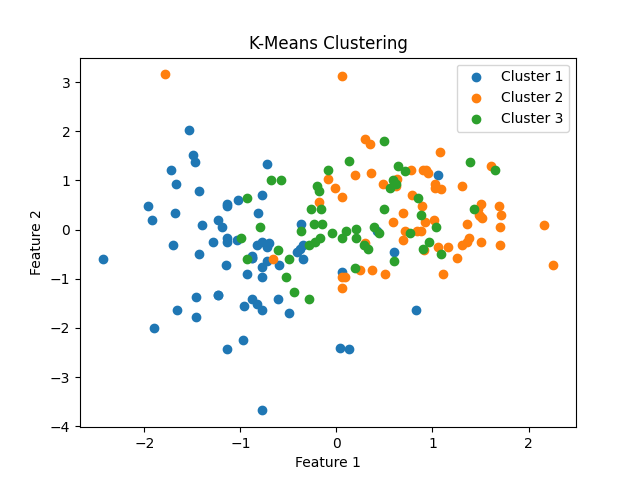 K-Means Clustering
Cluster 1
Cluster 2
Cluster 3
3
2
1
0
−1
−2
−3
−4
Feature 2
−2
−1
0
1
2
Feature 1